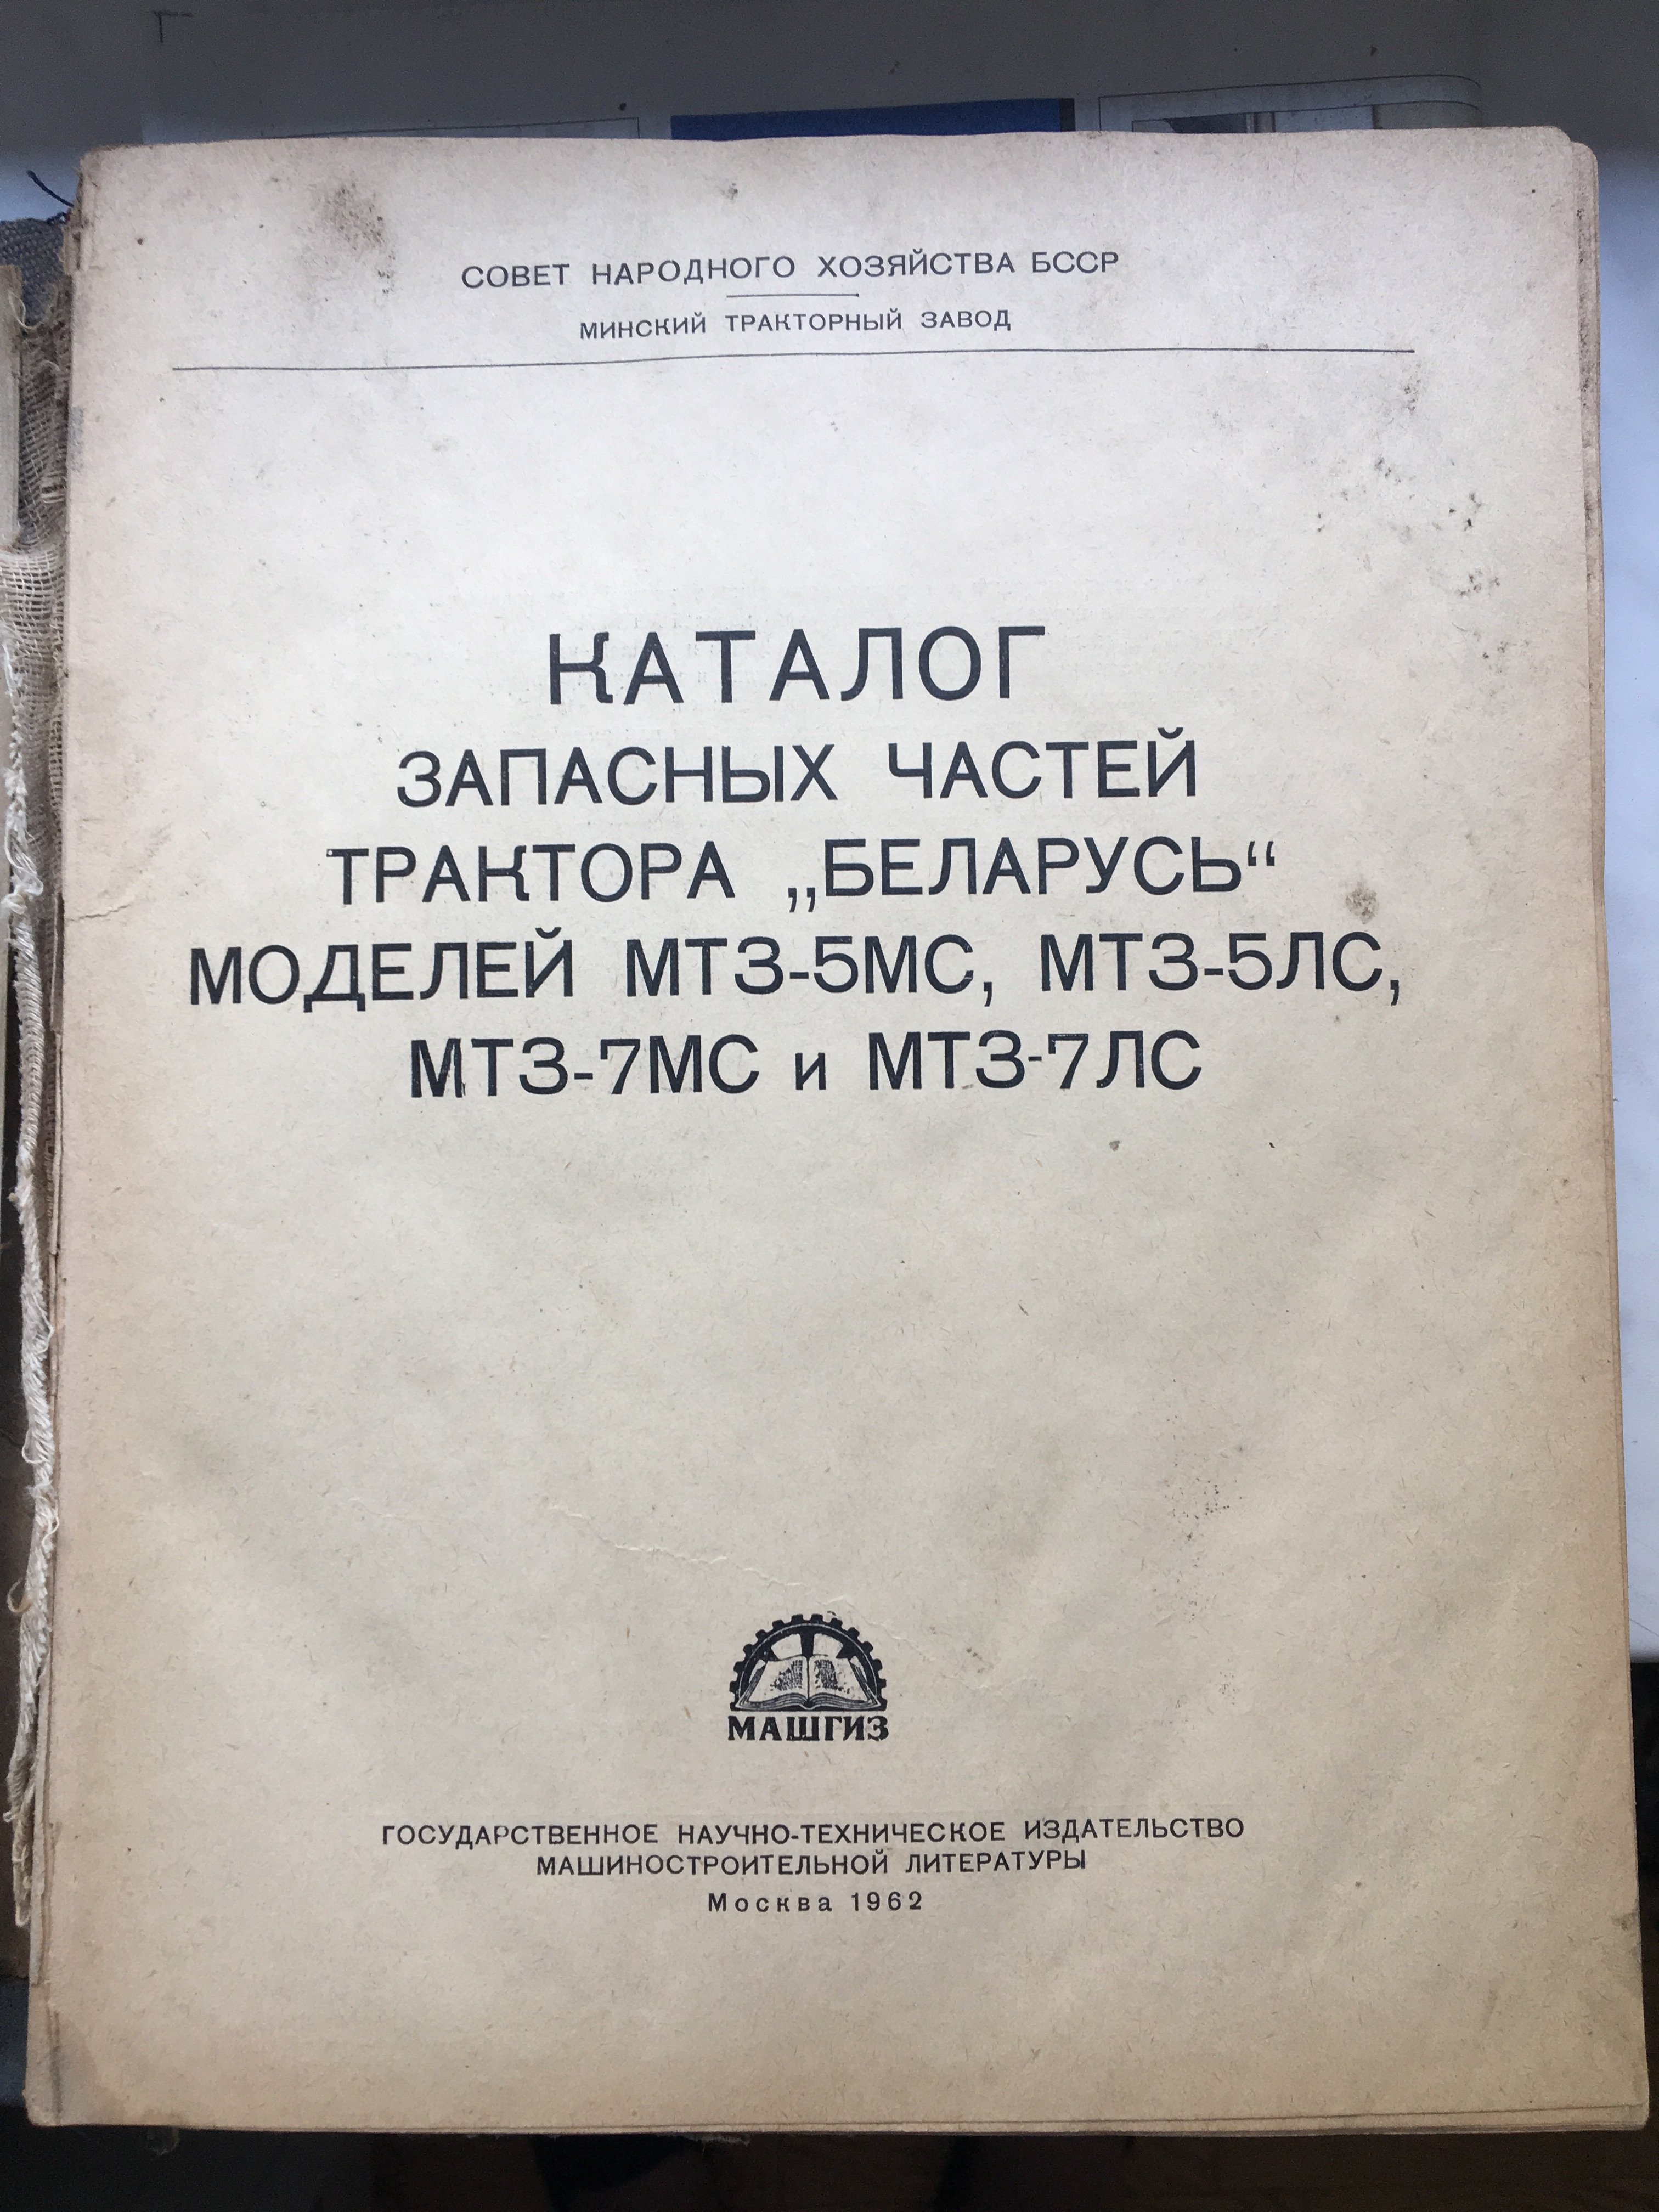 СОВЕТ НАРОДНОГО ХОЗЯЙСТВА БССР
МИНСКИЙ ТРАКТОРНЫЙ ЗАВОД
КАТАЛОГ
ЗАПАСНЫХ ЧАСТЕЙ
ТРАКТОРА „БЕЛАРУСЬ“
МОДЕЛЕЙ МТЗ-5МС, МТЗ-5ЛС,
МТЗ-7МС и МТЗ-7ЛС
МАШГИЗ
ГОСУДАРСТВЕННОЕ НАУЧНО-ТЕХНИЧЕСКОЕ ИЗДАТЕЛЬСТВО
МАШИНОСТРОИТЕЛЬНОЙ ЛИТЕРАТУРЫ
Москва 1962